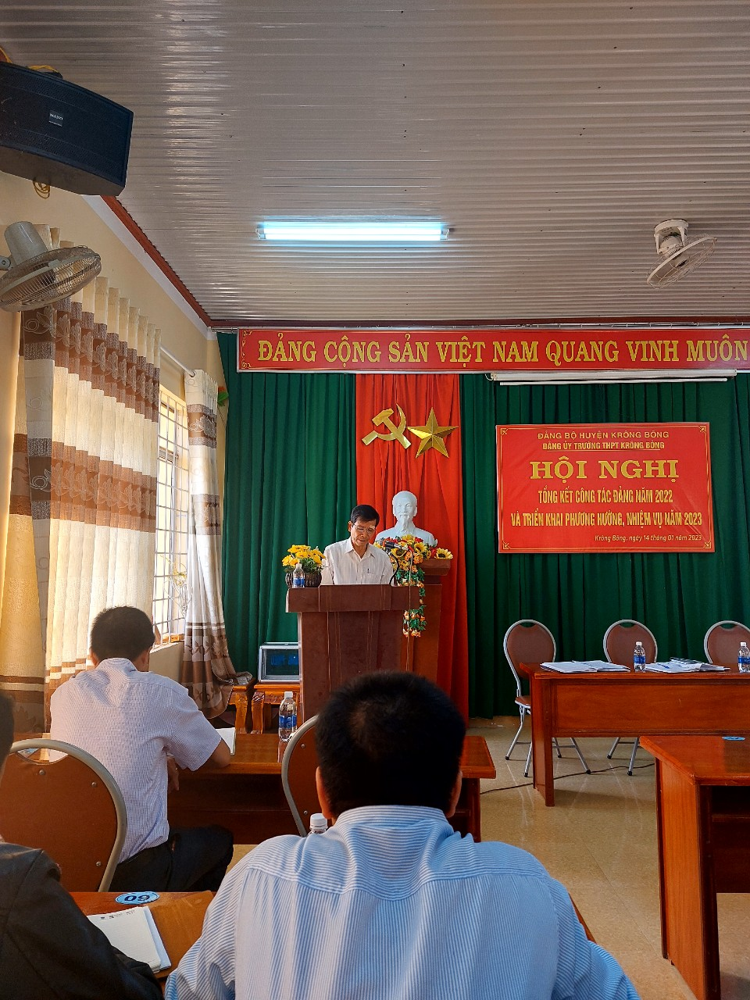 ĐẢNG CỘNG SẢN VIỆT NAM QUANG VINH MUÔN
ĐẢNG BỘ HUYỆN KRÔNG BÔNG
ĐẢNG ỦY TRƯỜNG THPT KRÔNG BÔNG
HỘI NGHỊ
TỔNG KẾT CÔNG TÁC ĐẢNG NĂM 2022
VÀ TRIỂN KHAI PHƯƠNG HƯỚNG, NHIỆM VỤ NĂM 2023
Krông Bông, ngày 14 tháng 01 năm 2023
09